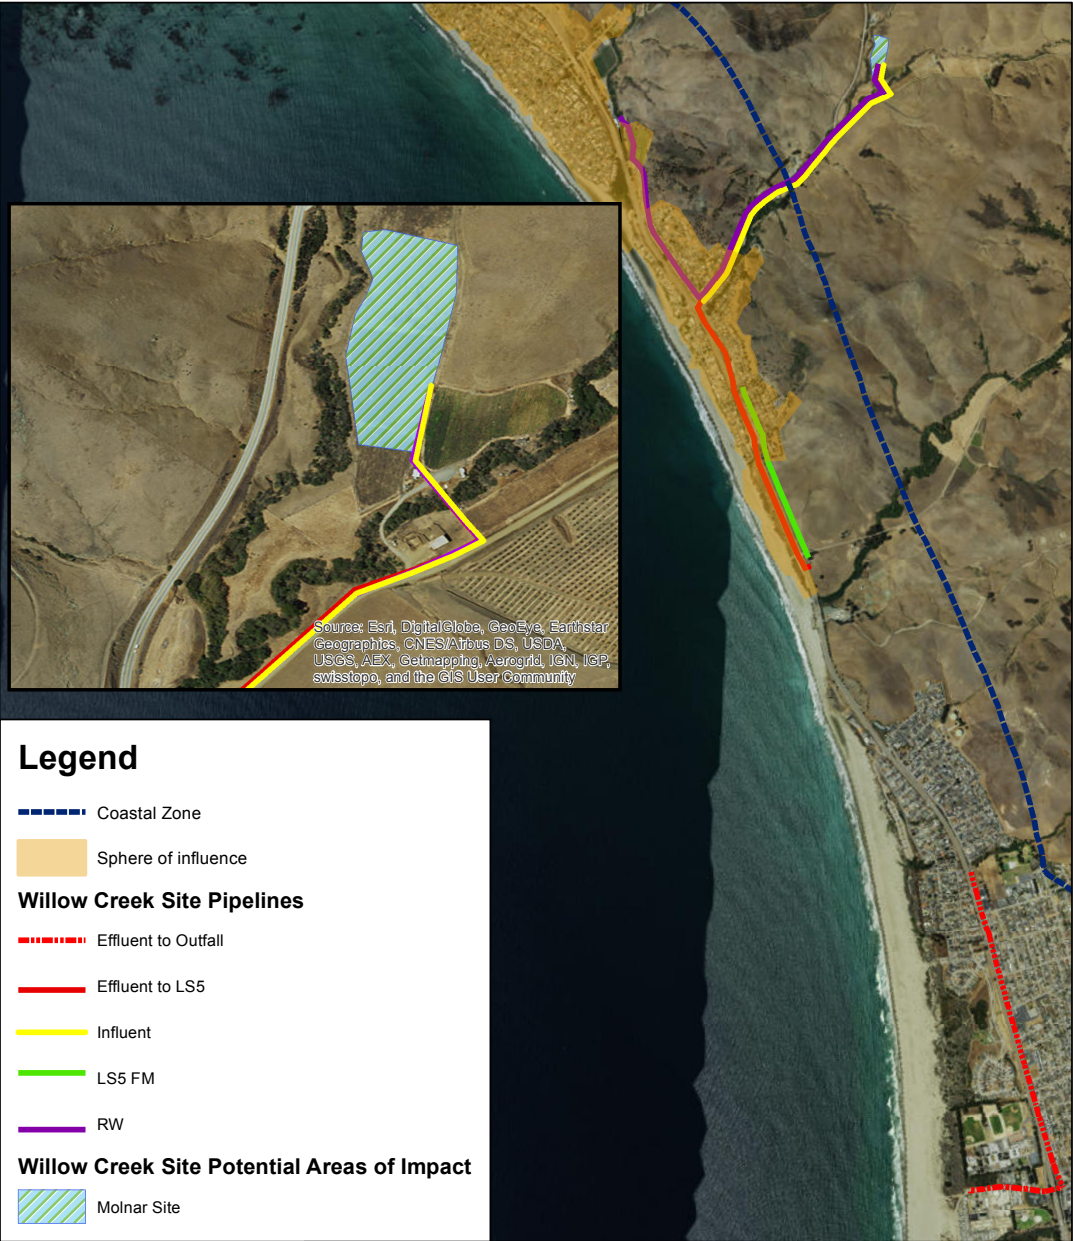 Source: Esri, DigitalGlobe, GeoEye, Earthstar
Geographics, CNES/Airbus DS, USDA,
USGS, AEX, Getmapping, Aerogrid, IGN, IGP,
swisstopo, and the GIS User Community
Legend
Coastal Zone
Sphere of influence
Willow Creek Site Pipelines
Effluent to Outfall
Effluent to LS5
Influent
LS5 FM
RW
Willow Creek Site Potential Areas of Impact
Molnar Site